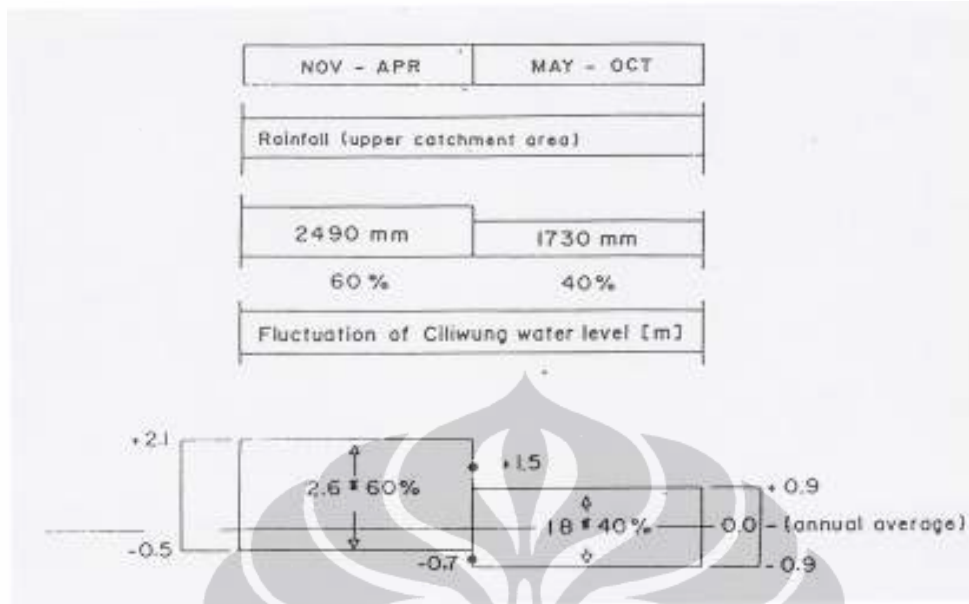 NOV - APR MAY - OCT
Rainfall (upper catchment area)
2490 mm 1730 mm
60% 40%
Fluctuation of Ciliwung water level [m]
+2.1
+1.5
2.6 ≙ 60% +0.9
1.8 ≙ 40% 0.0 - (annual average)
-0.5 -0.7 -0.9